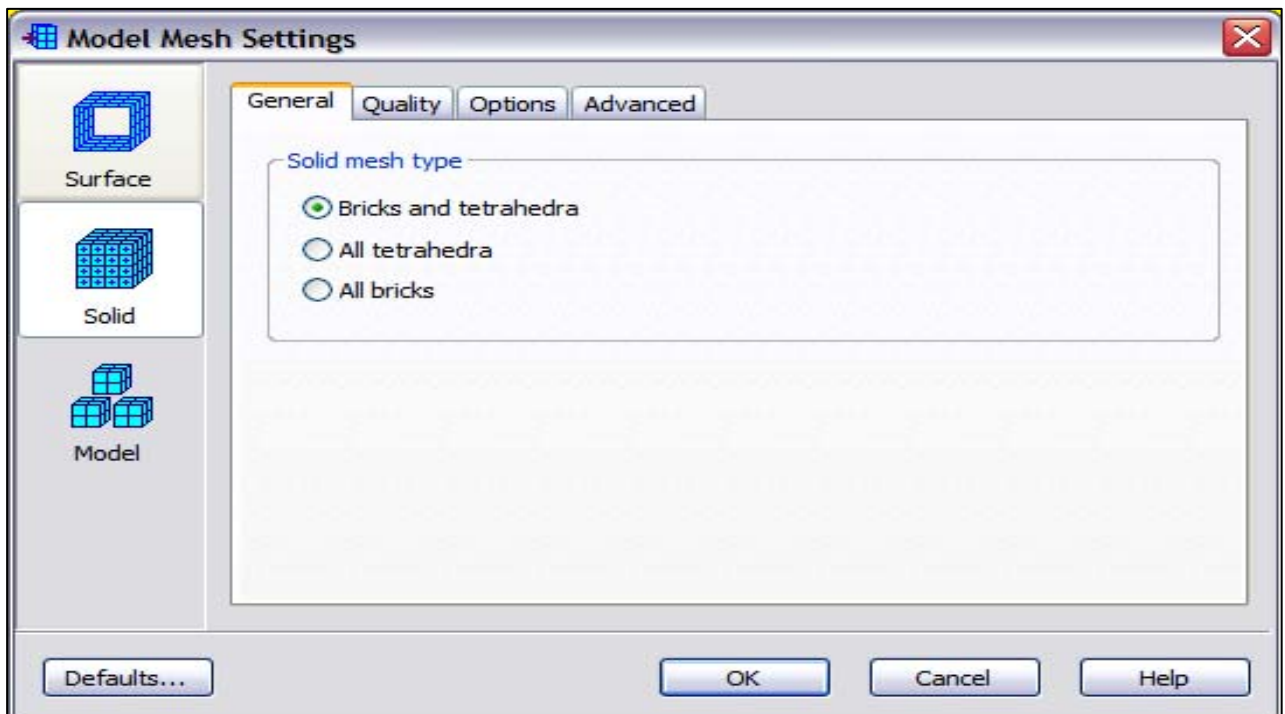 Model Mesh Settings
Surface
Solid
Model
General Quality Options Advanced
Solid mesh type
Bricks and tetrahedra
All tetrahedra
All bricks
Defaults... OK Cancel Help